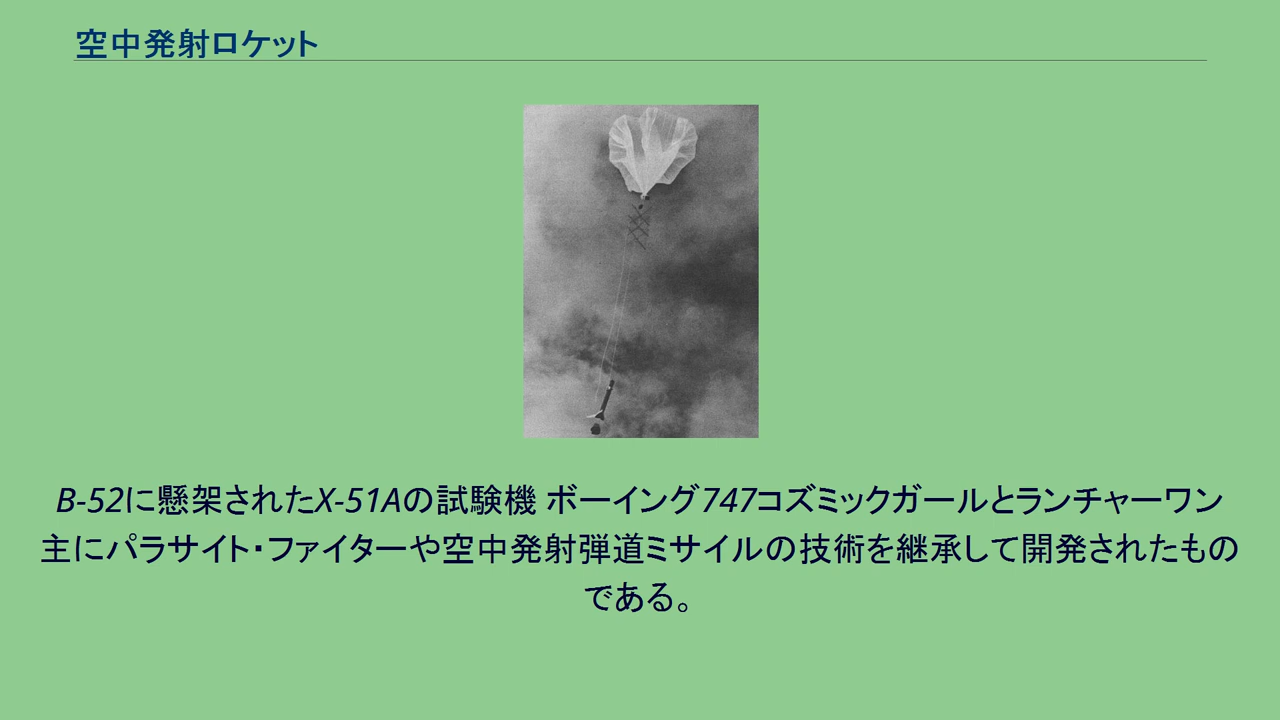 空中発射ロケット
B-52に懸架されたX-51Aの試験機 ボーイング747コズミックガールとランチャーワン
主にパラサイト・ファイターや空中発射弾道ミサイルの技術を継承して開発されたもの
である。